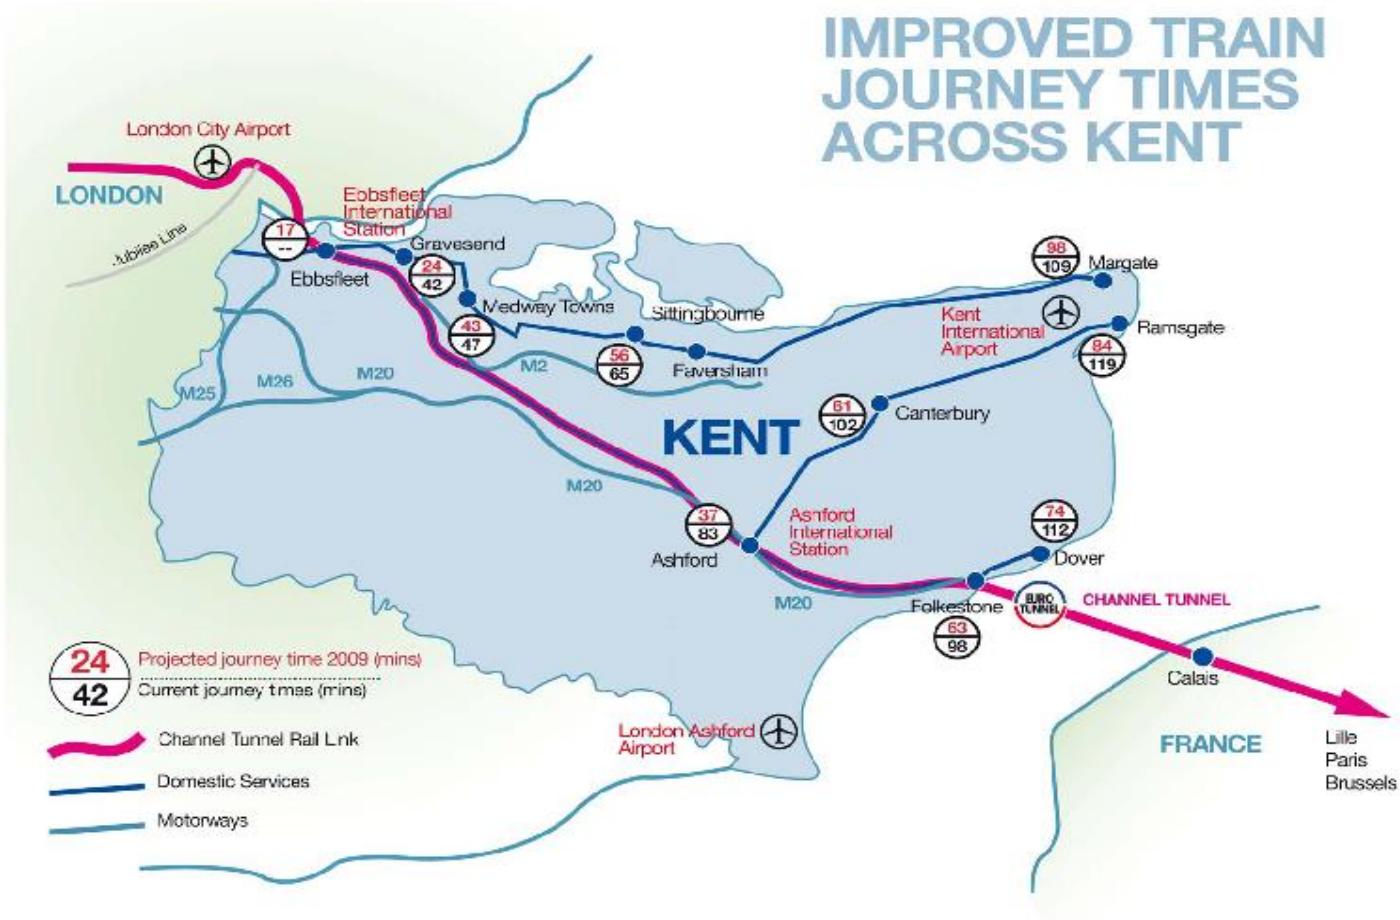 IMPROVED TRAIN
JOURNEY TIMES
ACROSS KENT
London City Airport
LONDON
Jubilee Line
Ebbsfleet
International
Station
17
--
Ebbsfleet
Gravesend
24
42
Medway Towns
43
47
Sittingbourne
56
65
Faversham
98
109
Margate
Kent
International
Airport
Ramsgate
84
119
M25
M26
M20
M2
KENT
61
102
Canterbury
M20
37
83
Ashford
Ashford
International
Station
74
112
Dover
M20
Folkestone
63
98
EURO
TUNNEL
CHANNEL TUNNEL
Calais
FRANCE
Lille
Paris
Brussels
London Ashford
Airport
24
42
Projected journey time 2009 (mins)
Current journey times (mins)
Channel Tunnel Rail Link
Domestic Services
Motorways